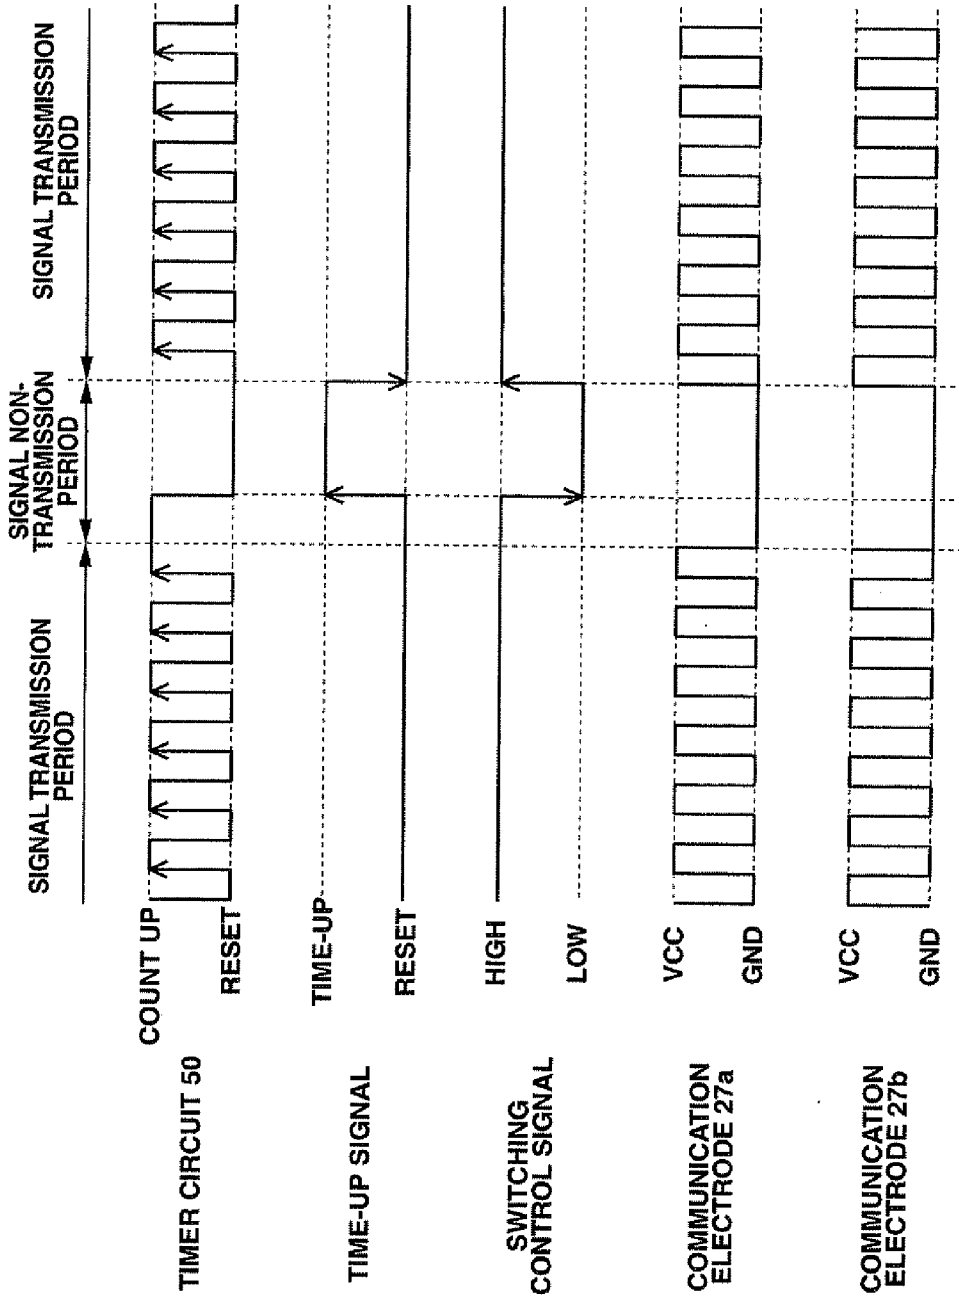 SIGNAL TRANSMISSION
PERIOD
SIGNAL NON-
TRANSMISSION
PERIOD
SIGNAL TRANSMISSION
PERIOD
TIMER CIRCUIT 50
COUNT UP
RESET
TIME-UP SIGNAL
TIME-UP
RESET
SWITCHING
CONTROL SIGNAL
HIGH
LOW
COMMUNICATION
ELECTRODE 27a
VCC
GND
COMMUNICATION
ELECTRODE 27b
VCC
GND